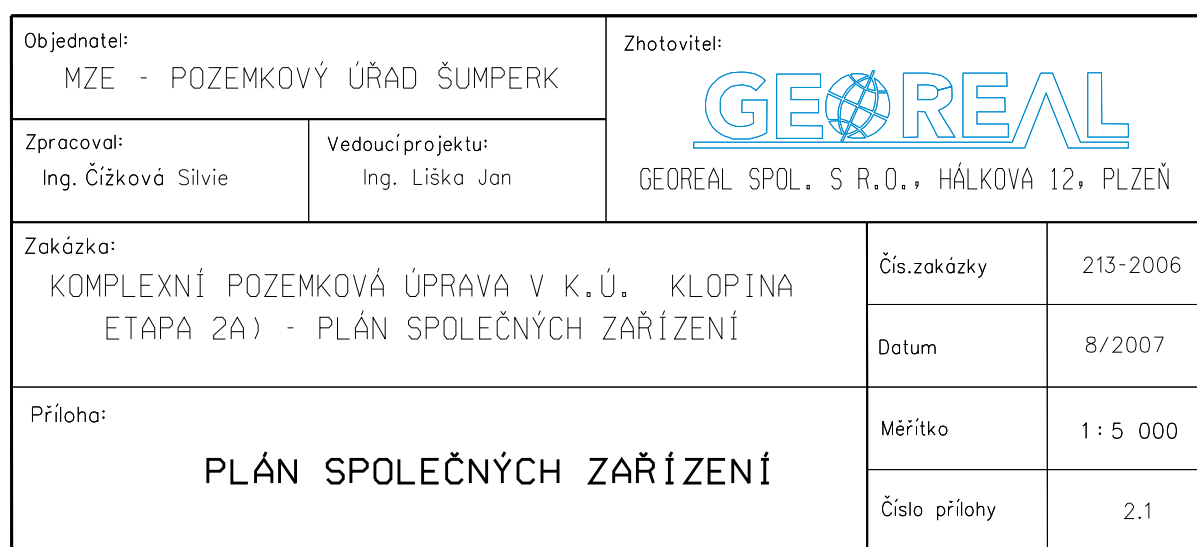 Objednatel:
MZE - POZEMKOVÝ ÚŘAD ŠUMPERK
Zhotovitel:
GEOREAL
GEOREAL SPOL. S R.O., HÁLKOVA 12, PLZEŇ
Zpracoval:
Ing. Čížková Silvie
Vedoucí projektu:
Ing. Liška Jan
Zakázka:
KOMPLEXNÍ POZEMKOVÁ ÚPRAVA V K.Ú. KLOPINA
ETAPA 2A) - PLÁN SPOLEČNÝCH ZAŘÍZENÍ
Čís.zakázky 213-2006
Datum 8/2007
Příloha:
PLÁN SPOLEČNÝCH ZAŘÍZENÍ
Měřítko 1:5 000
Číslo přílohy 2.1